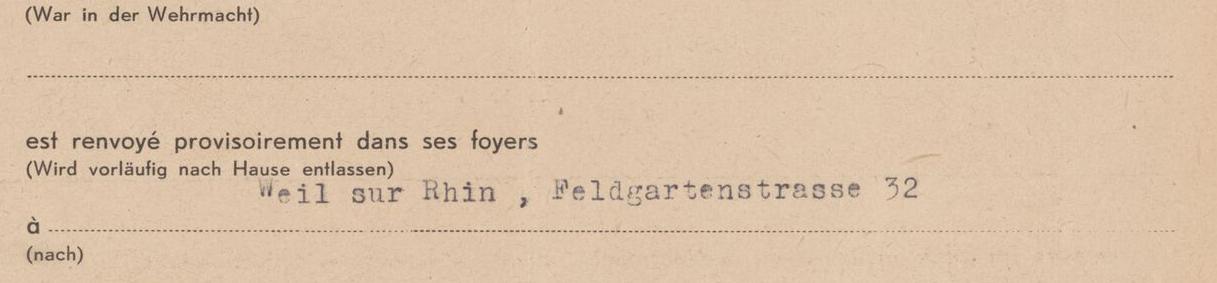 (War in der Wehrmacht)
est renvoyé provisoirement dans ses foyers
(Wird vorläufig nach Hause entlassen)
Weil sur Rhin , Feldgartenstrasse 32
à
(nach)